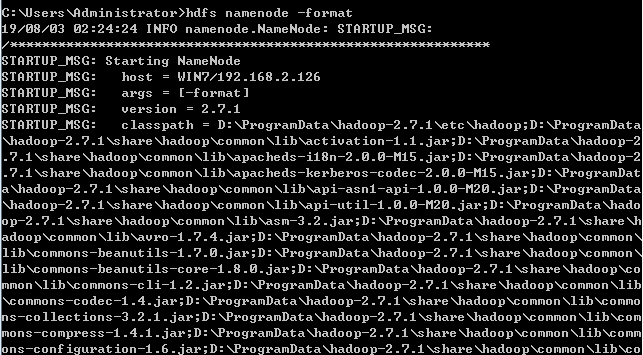 C:\Users\Administrator>hdfs namenode -format
19/08/03 02:24:24 INFO namenode.NameNode: STARTUP_MSG:
/************************************************************
STARTUP_MSG: Starting NameNode
STARTUP_MSG:   host = WIN7/192.168.2.126
STARTUP_MSG:   args = [-format]
STARTUP_MSG:   version = 2.7.1
STARTUP_MSG:   classpath = D:\ProgramData\hadoop-2.7.1\etc\hadoop;D:\ProgramData
\hadoop-2.7.1\share\hadoop\common\lib\activation-1.1.jar;D:\ProgramData\hadoop-2
.7.1\share\hadoop\common\lib\apacheds-i18n-2.0.0-M15.jar;D:\ProgramData\hadoop-2
.7.1\share\hadoop\common\lib\apacheds-kerberos-codec-2.0.0-M15.jar;D:\ProgramDat
a\hadoop-2.7.1\share\hadoop\common\lib\api-asn1-api-1.0.0-M20.jar;D:\ProgramData
\hadoop-2.7.1\share\hadoop\common\lib\api-util-1.0.0-M20.jar;D:\ProgramData\hado
op-2.7.1\share\hadoop\common\lib\asm-3.2.jar;D:\ProgramData\hadoop-2.7.1\share\h
adoop\common\lib\avro-1.7.4.jar;D:\ProgramData\hadoop-2.7.1\share\hadoop\common\
lib\commons-beanutils-1.7.0.jar;D:\ProgramData\hadoop-2.7.1\share\hadoop\common\
lib\commons-beanutils-core-1.8.0.jar;D:\ProgramData\hadoop-2.7.1\share\hadoop\co
mmon\lib\commons-cli-1.2.jar;D:\ProgramData\hadoop-2.7.1\share\hadoop\common\lib
\commons-codec-1.4.jar;D:\ProgramData\hadoop-2.7.1\share\hadoop\common\lib\commo
ns-collections-3.2.1.jar;D:\ProgramData\hadoop-2.7.1\share\hadoop\common\lib\com
mons-compress-1.4.1.jar;D:\ProgramData\hadoop-2.7.1\share\hadoop\common\lib\comm
ons-configuration-1.6.jar;D:\ProgramData\hadoop-2.7.1\share\hadoop\common\lib\co